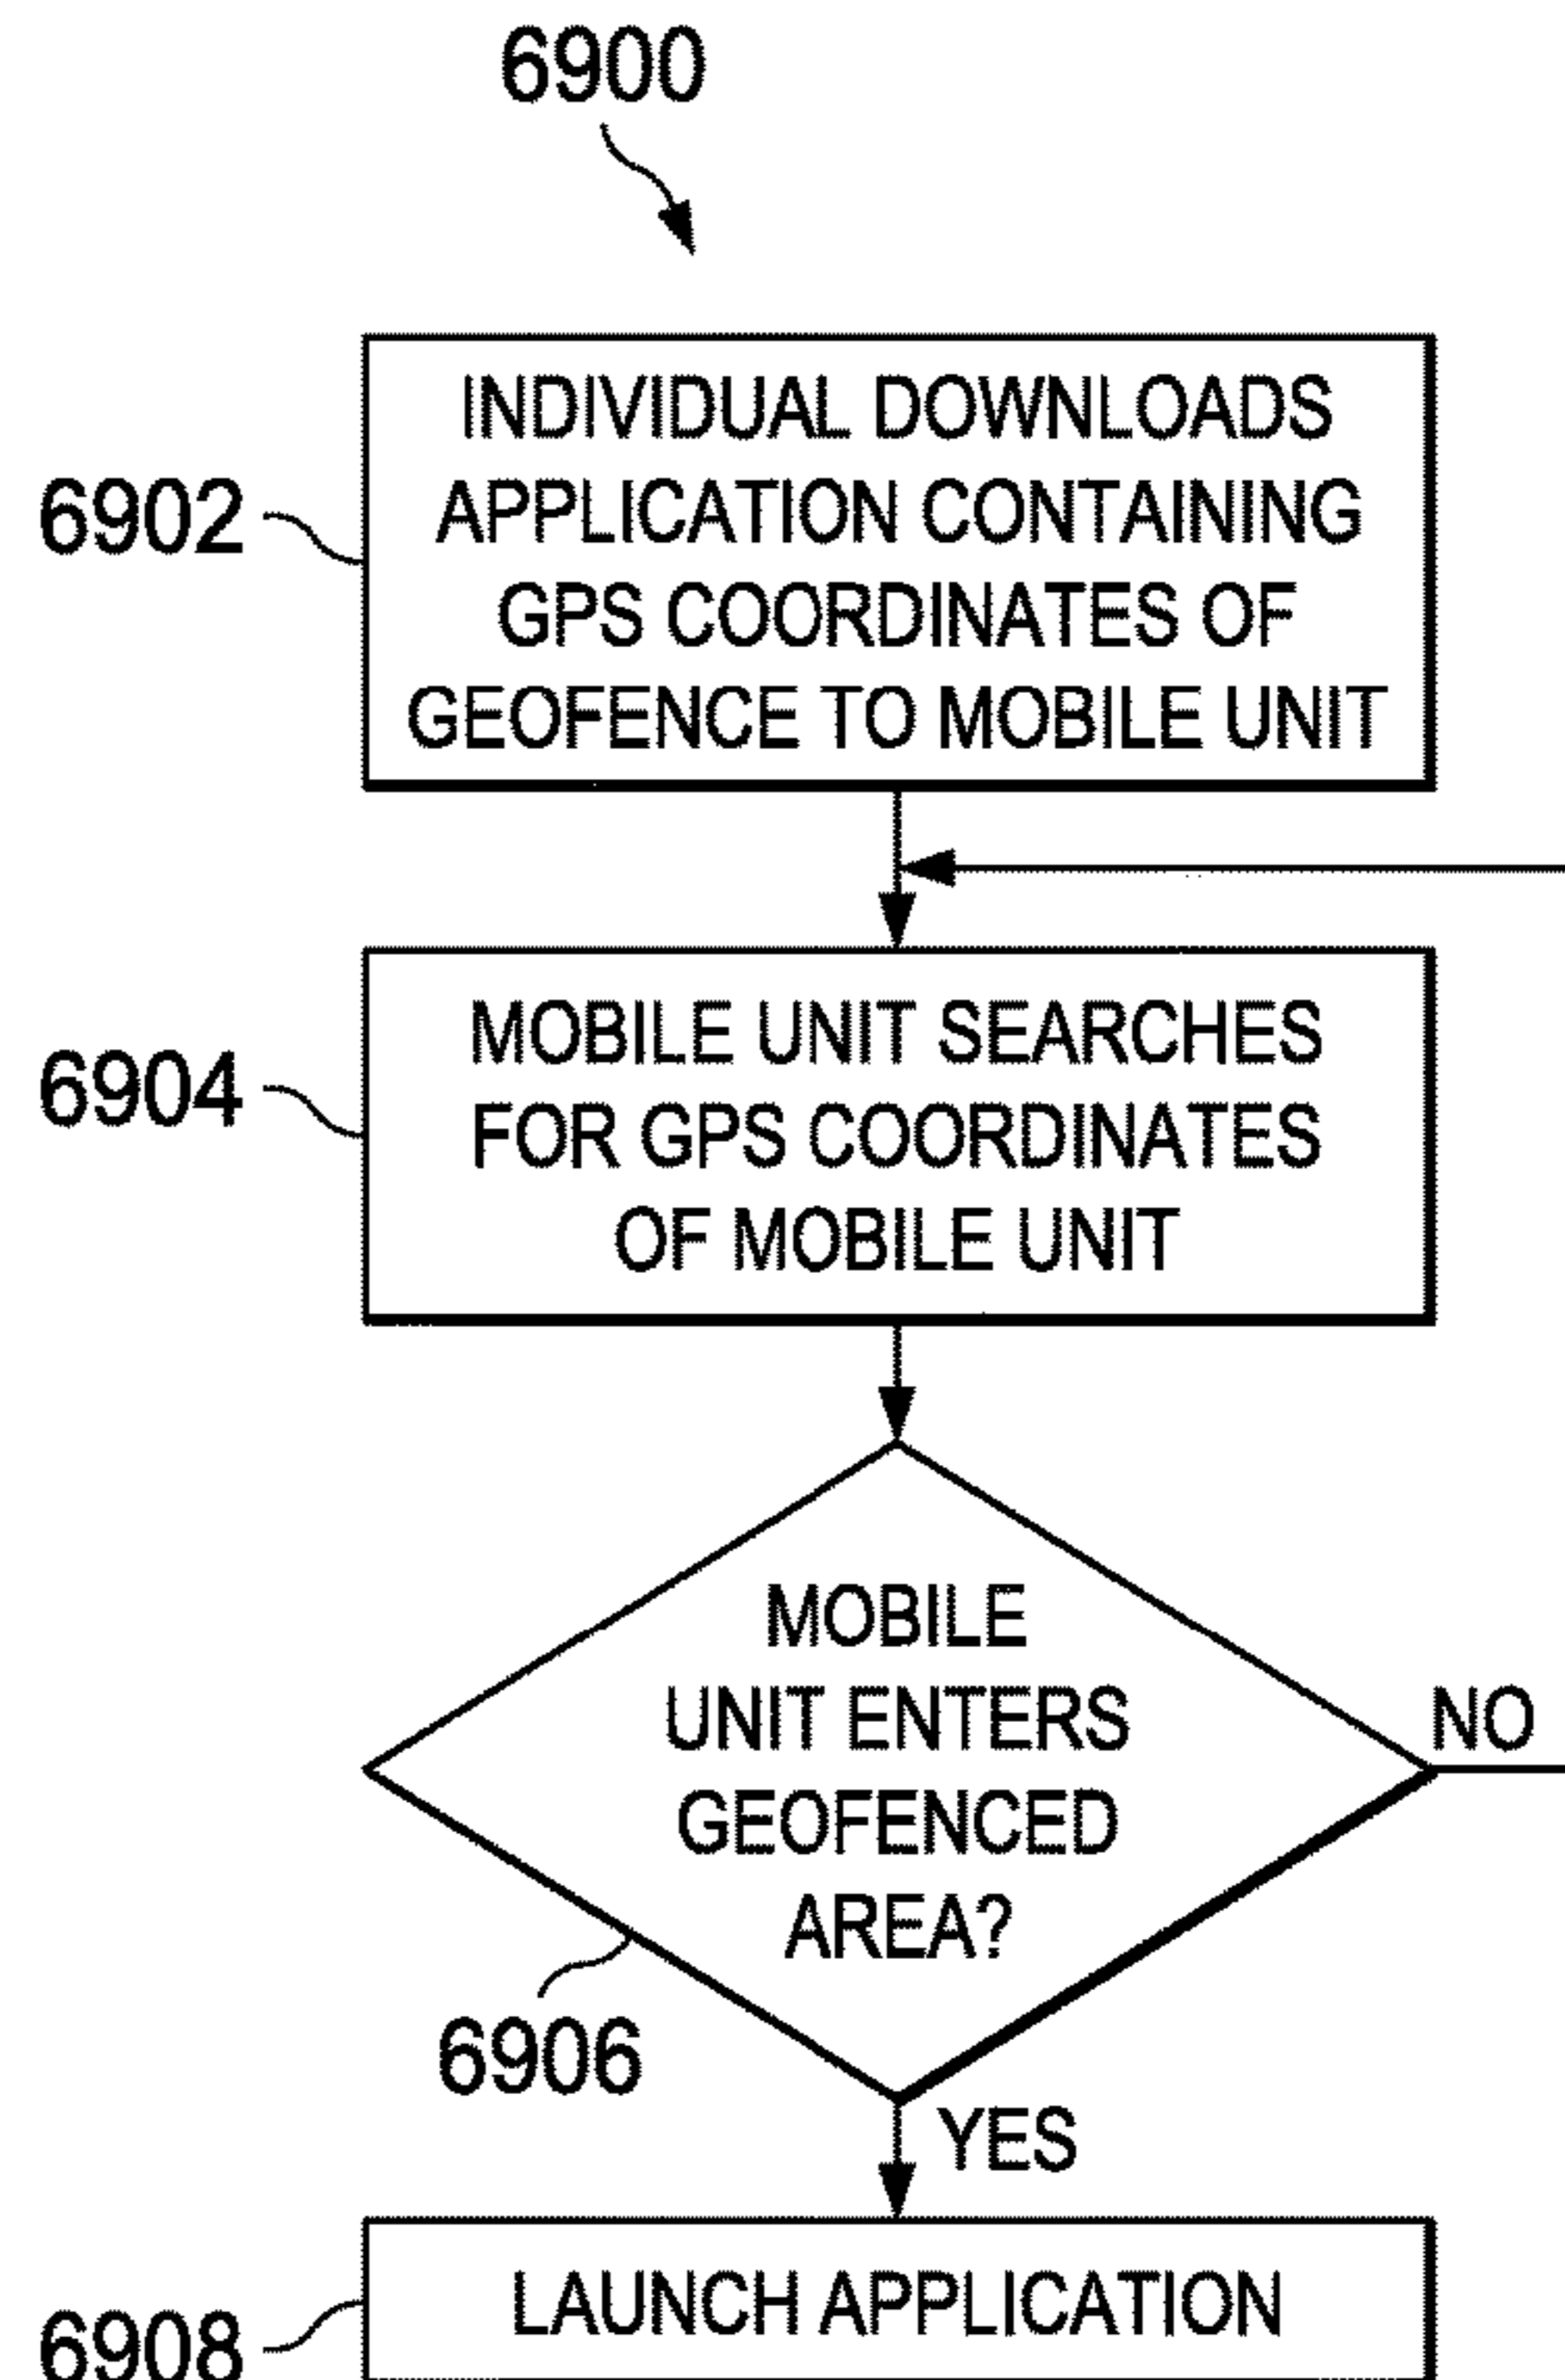 6900
6902
INDIVIDUAL DOWNLOADS
APPLICATION CONTAINING
GPS COORDINATES OF
GEOFENCE TO MOBILE UNIT
6904
MOBILE UNIT SEARCHES
FOR GPS COORDINATES
OF MOBILE UNIT
MOBILE
UNIT ENTERS
GEOFENCED
AREA?
NO
6906
YES
6908
LAUNCH APPLICATION